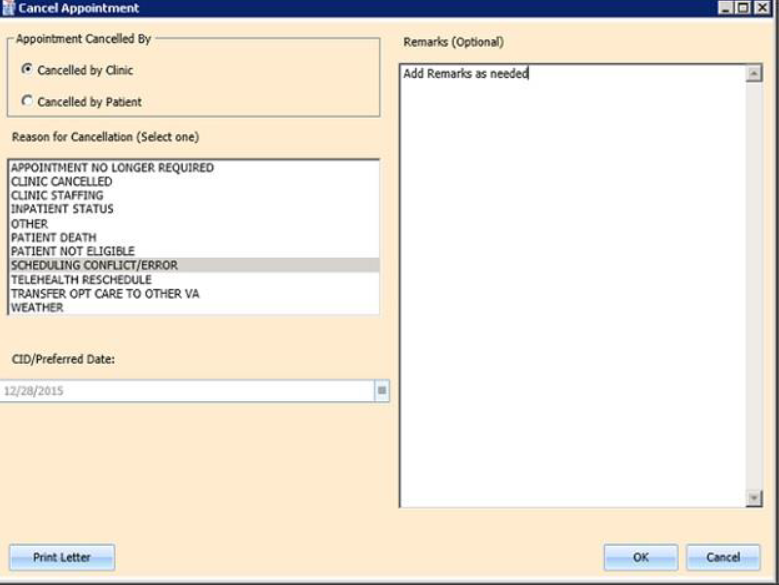 Cancel Appointment
Appointment Cancelled By
Cancelled by Clinic
Cancelled by Patient
Reason for Cancellation (Select one)
APPOINTMENT NO LONGER REQUIRED
CLINIC CANCELLED
CLINIC STAFFING
INPATIENT STATUS
OTHER
PATIENT DEATH
PATIENT NOT ELIGIBLE
SCHEDULING CONFLICT/ERROR
TELEHEALTH RESCHEDULE
TRANSFER OPT CARE TO OTHER VA
WEATHER
CID/Preferred Date:
12/28/2015
Remarks (Optional)
Add Remarks as needed
Print Letter
OK
Cancel